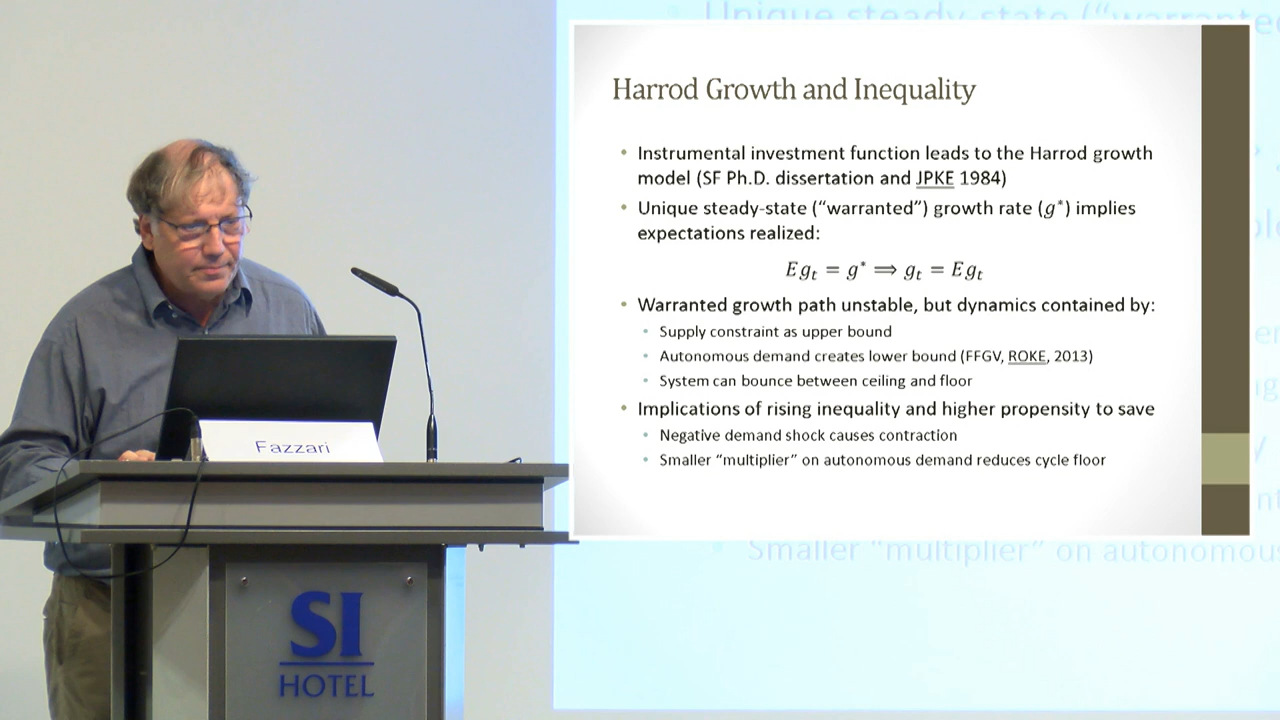 Unique steady-state ("warranted
Harrod Growth and Inequality
• Instrumental investment function leads to the Harrod growth
model (SF Ph.D. dissertation and JPKE 1984)
• Unique steady-state (“warranted”) growth rate (g*) implies
expectations realized:
Eg_t = g* ⟹ g_t = Eg_t
• Warranted growth path unstable, but dynamics contained by:
• Supply constraint as upper bound
• Autonomous demand creates lower bound (FFGV, ROKE, 2013)
• System can bounce between ceiling and floor
• Implications of rising inequality and higher propensity to save
• Negative demand shock causes contraction
• Smaller “multiplier” on autonomous demand reduces cycle floor
• Smaller "multiplier" on autonomous
Fazzari
SI
HOTEL